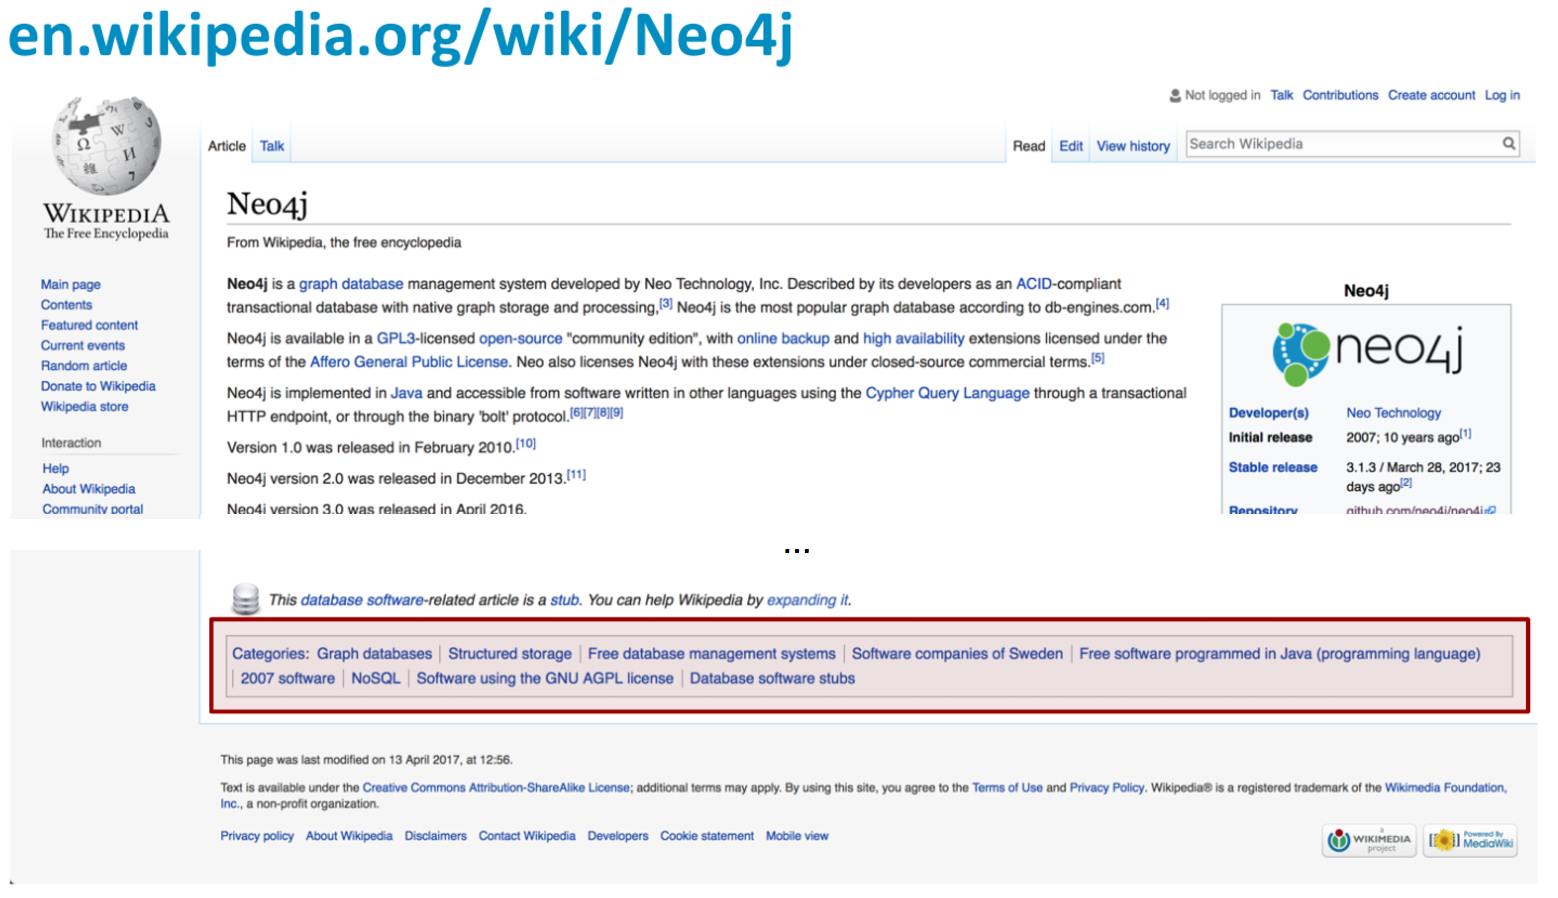 en.wikipedia.org/wiki/Neo4j
Not logged in Talk Contributions Create account Log in
Article Talk Read Edit View history Search Wikipedia
WIKIPEDIA
The Free Encyclopedia
Main page
Contents
Featured content
Current events
Random article
Donate to Wikipedia
Wikipedia store
Interaction
Help
About Wikipedia
Community portal
Neo4j
From Wikipedia, the free encyclopedia
Neo4j is a graph database management system developed by Neo Technology, Inc. Described by its developers as an ACID-compliant
transactional database with native graph storage and processing,[3] Neo4j is the most popular graph database according to db-engines.com.[4]
Neo4j is available in a GPL3-licensed open-source "community edition", with online backup and high availability extensions licensed under the
terms of the Affero General Public License. Neo also licenses Neo4j with these extensions under closed-source commercial terms.[5]
Neo4j is implemented in Java and accessible from software written in other languages using the Cypher Query Language through a transactional
HTTP endpoint, or through the binary 'bolt' protocol.[6][7][8][9]
Version 1.0 was released in February 2010.[10]
Neo4j version 2.0 was released in December 2013.[11]
Neo4j version 3.0 was released in April 2016.
Neo4j
neo4j
Developer(s) Neo Technology
Initial release 2007; 10 years ago[1]
Stable release 3.1.3 / March 28, 2017; 23
days ago[2]
Repository github.com/neo4j/neo4j
...
This database software-related article is a stub. You can help Wikipedia by expanding it.
Categories: Graph databases | Structured storage | Free database management systems | Software companies of Sweden | Free software programmed in Java (programming language)
| 2007 software | NoSQL | Software using the GNU AGPL license | Database software stubs
This page was last modified on 13 April 2017, at 12:56.
Text is available under the Creative Commons Attribution-ShareAlike License; additional terms may apply. By using this site, you agree to the Terms of Use and Privacy Policy. Wikipedia® is a registered trademark of the Wikimedia Foundation,
Inc., a non-profit organization.
Privacy policy About Wikipedia Disclaimers Contact Wikipedia Developers Cookie statement Mobile view
a
WIKIMEDIA
project
Powered By
MediaWiki